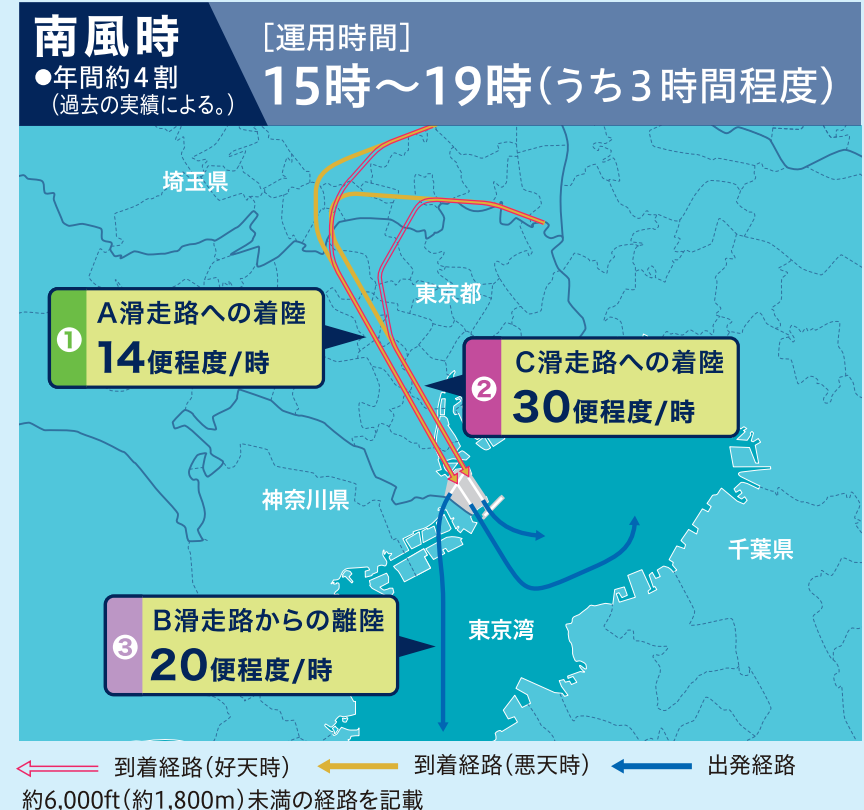 南風時
●年間約4割
(過去の実績による。)
[運用時間]
15時〜19時(うち3時間程度)
埼玉県
東京都
1
A滑走路への着陸
14便程度/時
2
C滑走路への着陸
30便程度/時
神奈川県
千葉県
3
B滑走路からの離陸
20便程度/時
東京湾
到着経路(好天時) 到着経路(悪天時) 出発経路
約6,000ft(約1,800m)未満の経路を記載